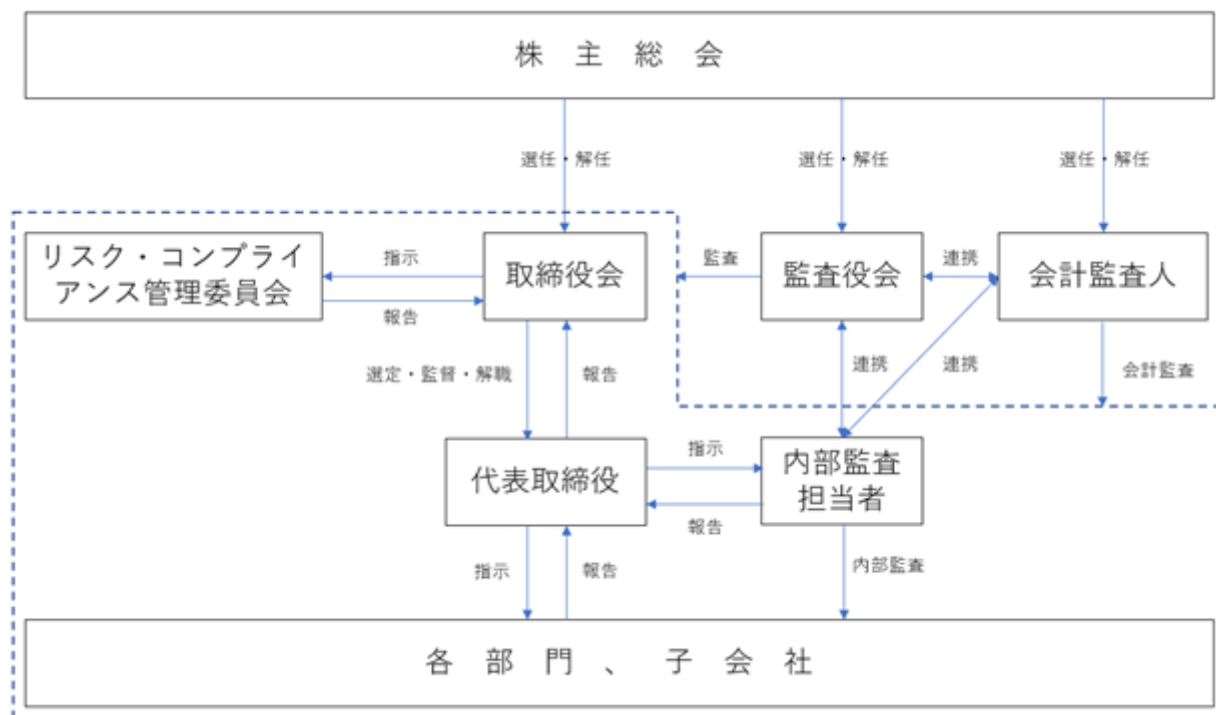 株主総会
選任・解任
選任・解任
選任・解任
リスク・コンプライ
アンス管理委員会
指示
報告
取締役会
監査
監査役会
連携
会計監査人
選定・監督・解職
報告
連携
連携
会計監査
代表取締役
指示
報告
内部監査
担当者
指示
報告
内部監査
各部門、子会社